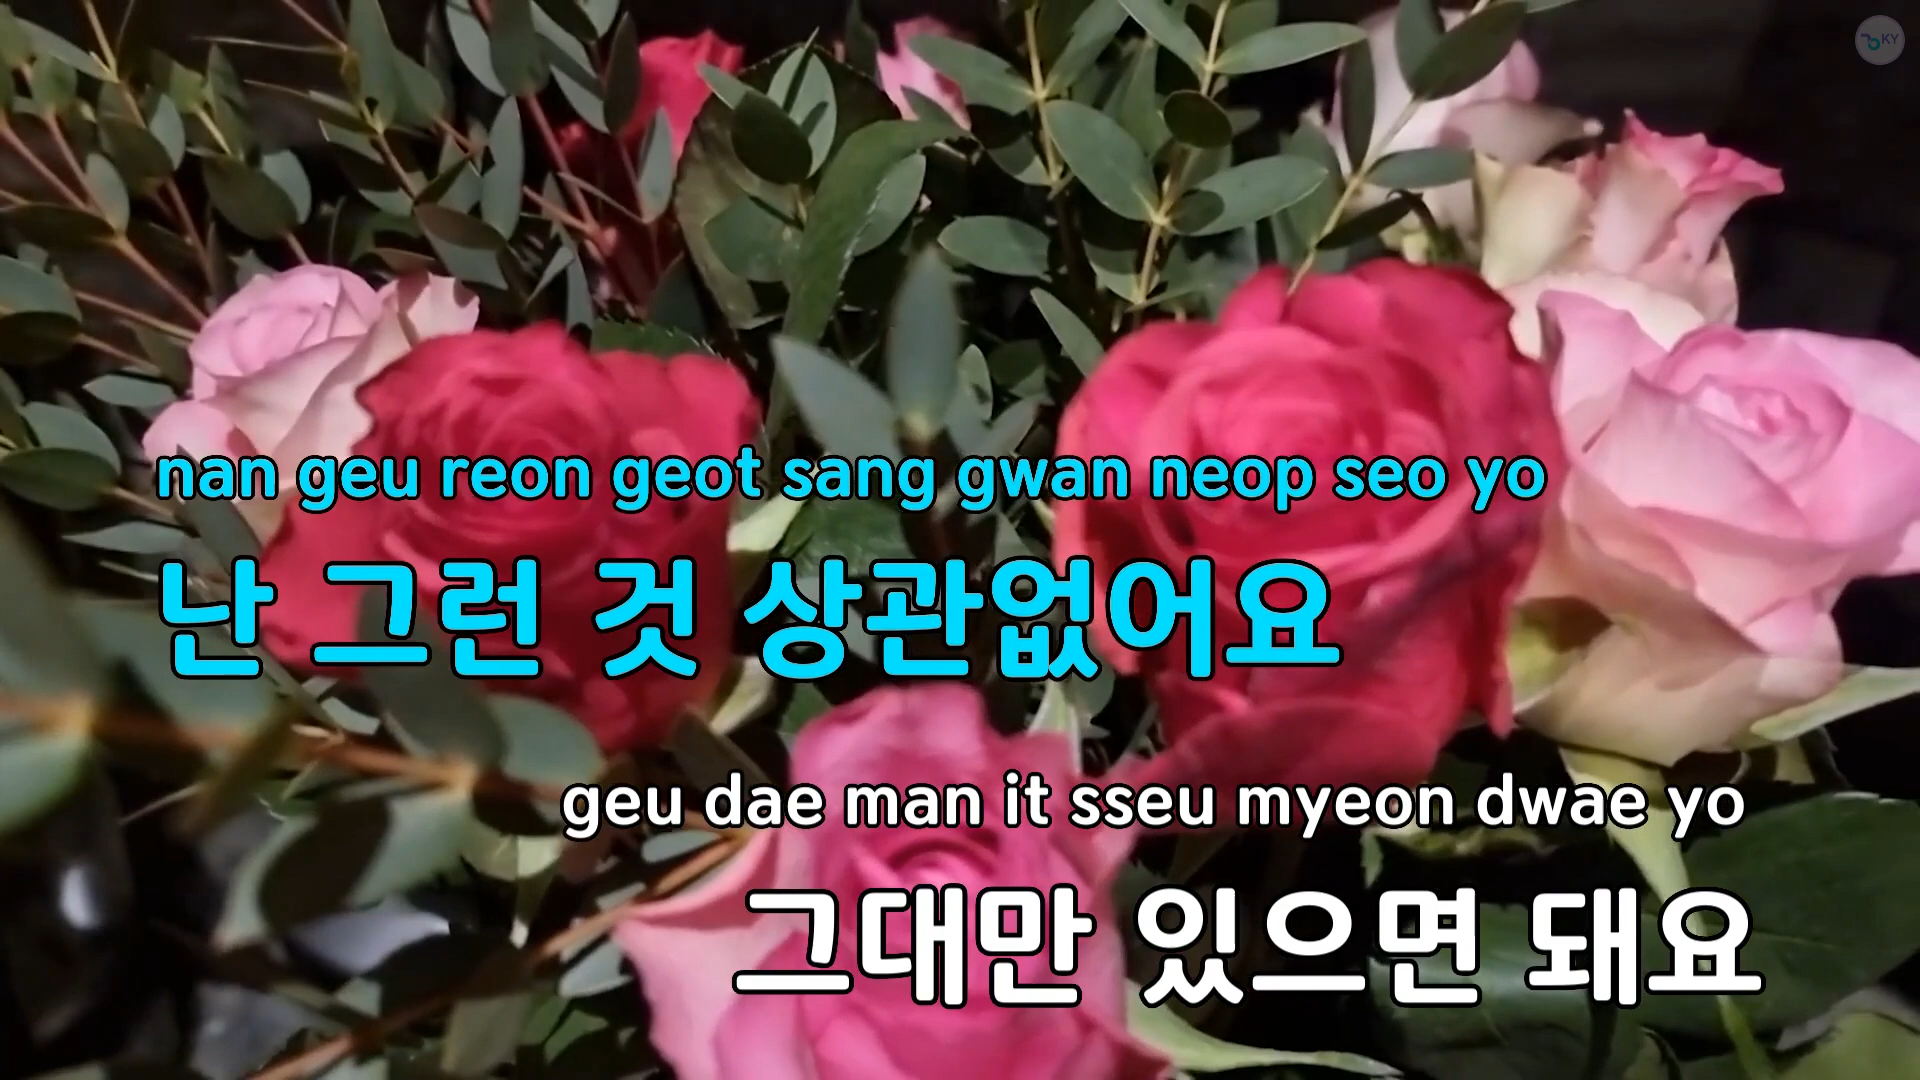 KY
nan geu reon geot sang gwan neop seo yo
난 그런 것 상관없어요
geu dae man it sseu myeon dwae yo
그대만 있으면 돼요